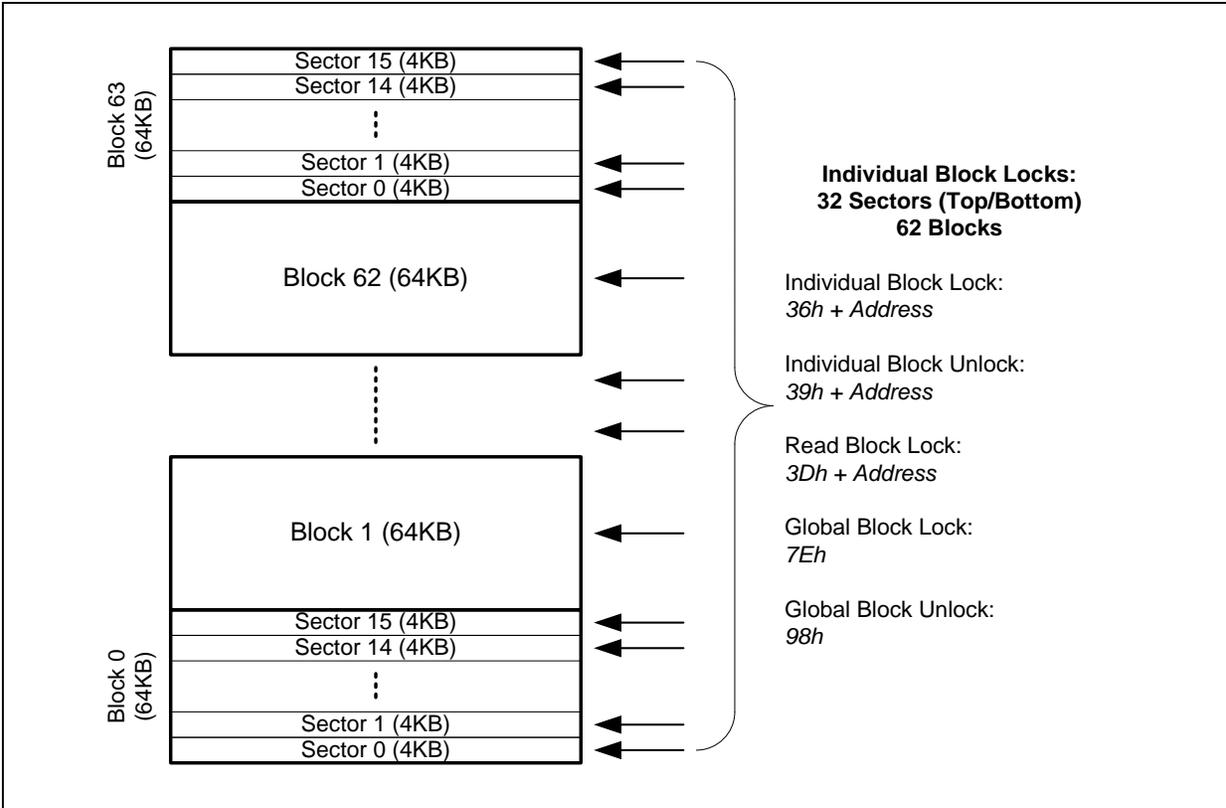 Block 63
(64KB)
Sector 15 (4KB)
Sector 14 (4KB)
Sector 1 (4KB)
Sector 0 (4KB)
Block 62 (64KB)
Block 1 (64KB)
Block 0
(64KB)
Sector 15 (4KB)
Sector 14 (4KB)
Sector 1 (4KB)
Sector 0 (4KB)
Individual Block Locks:
32 Sectors (Top/Bottom)
62 Blocks
Individual Block Lock:
36h + Address
Individual Block Unlock:
39h + Address
Read Block Lock:
3Dh + Address
Global Block Lock:
7Eh
Global Block Unlock:
98h